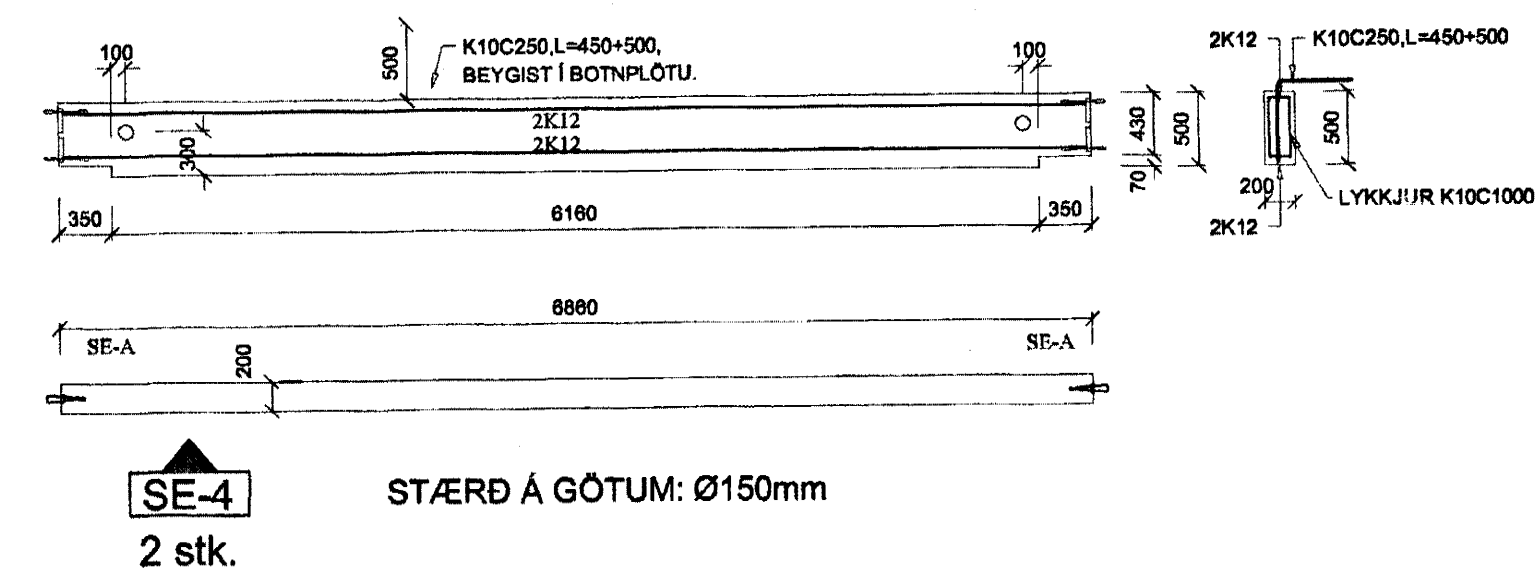 100
500
K10C250,L=450+500,
BEYGIST Í BOTNPLÖTU.
100
2K12
K10C250,L=450+500
2K12
2K12
300
430
500
70
500
200
LYKKJUR K10C1000
2K12
350
6160
350
6860
SE-A
SE-A
200
SE-4
2 stk.
STÆRÐ Á GÖTUM: Ø150mm